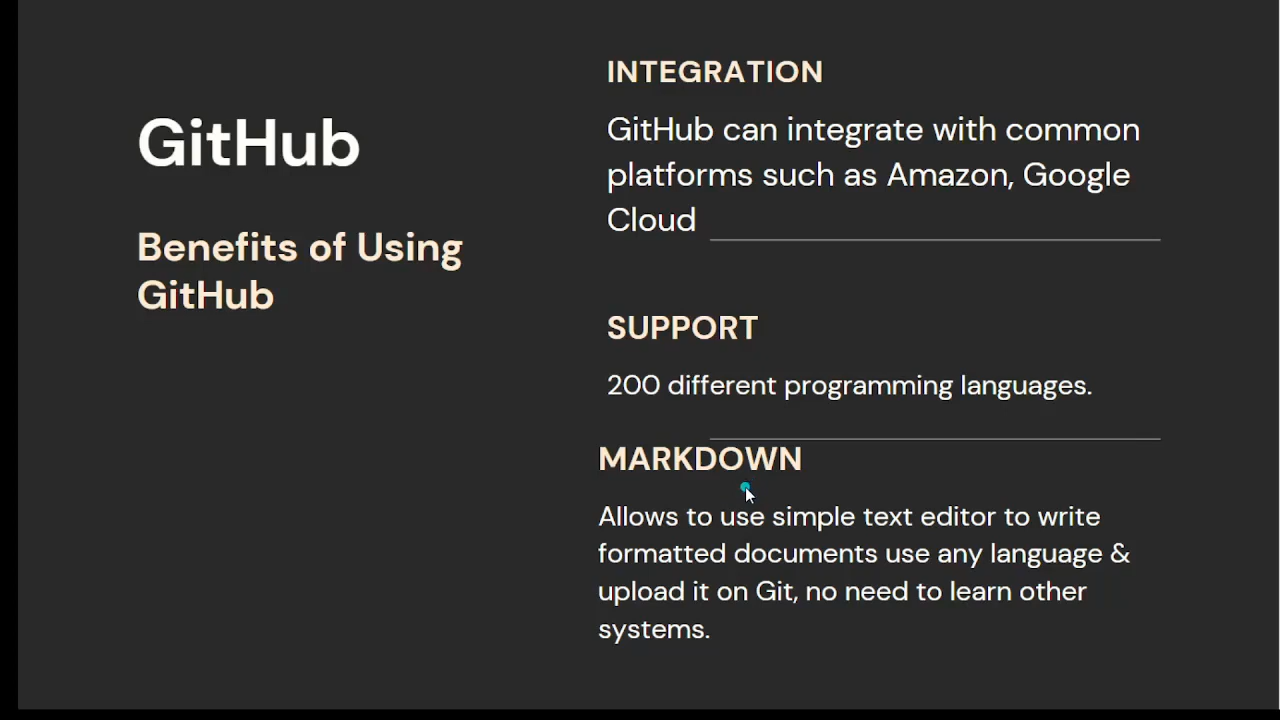 GitHub
Benefits of Using
GitHub
INTEGRATION
GitHub can integrate with common
platforms such as Amazon, Google
Cloud
SUPPORT
200 different programming languages.
MARKDOWN
Allows to use simple text editor to write
formatted documents use any language &
upload it on Git, no need to learn other
systems.